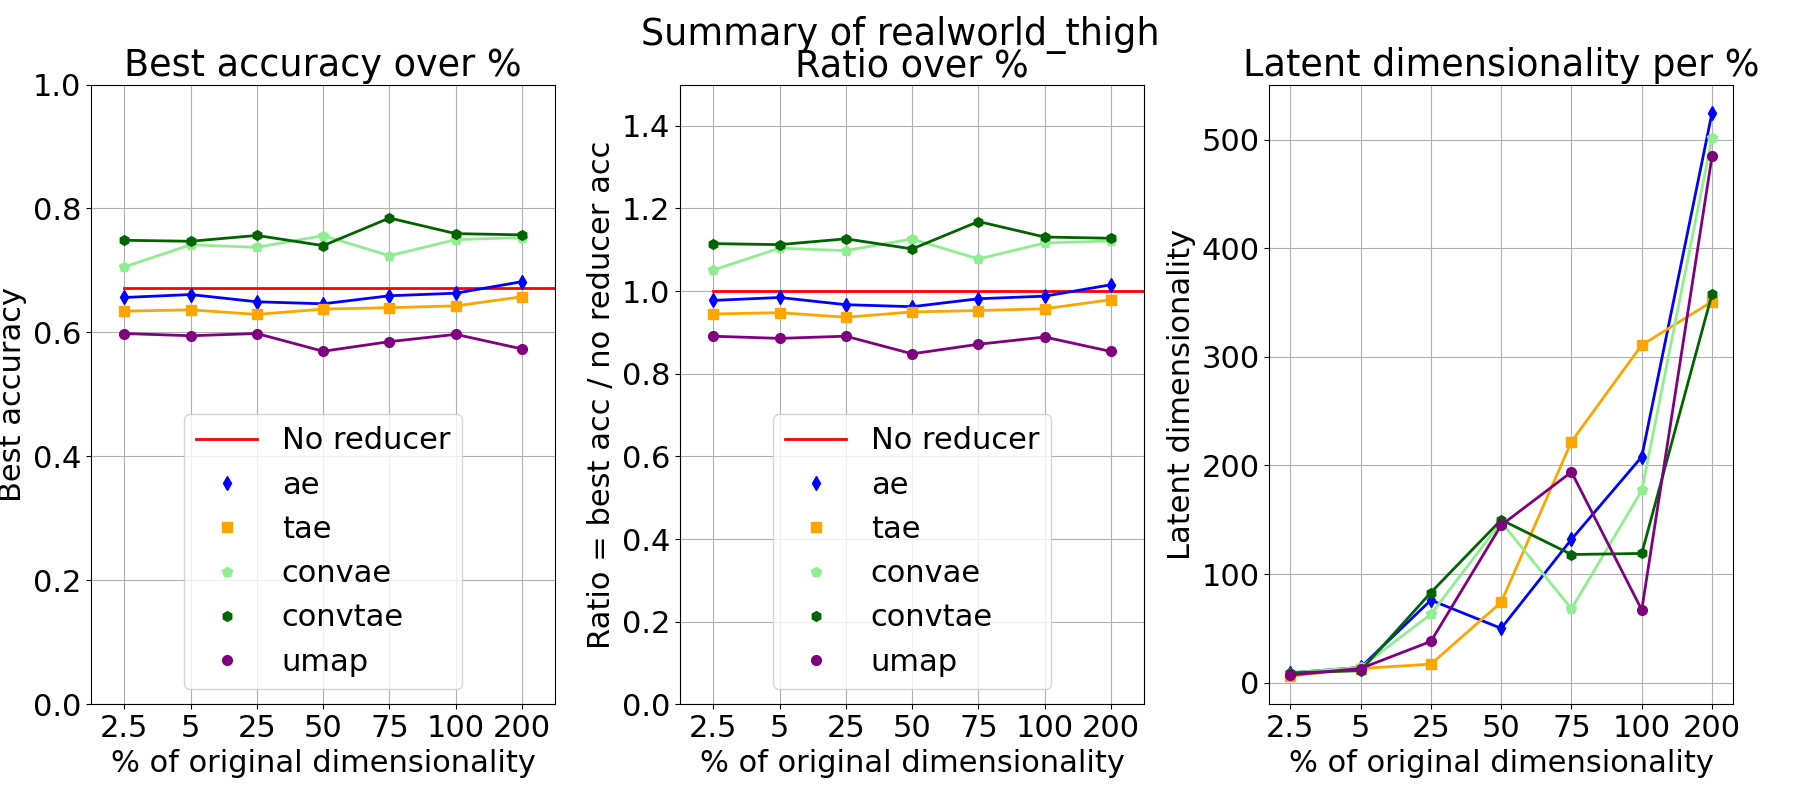 Summary of realworld_thigh
Best accuracy over %
Best accuracy
1.0
0.8
0.6
0.4
0.2
0.0
No reducer
ae
tae
convae
convtae
umap
2.5 5 25 50 75 100 200
% of original dimensionality
Ratio over %
Ratio = best acc / no reducer acc
1.4
1.2
1.0
0.8
0.6
0.4
0.2
0.0
No reducer
ae
tae
convae
convtae
umap
2.5 5 25 50 75 100 200
% of original dimensionality
Latent dimensionality per %
Latent dimensionality
500
400
300
200
100
0
2.5 5 25 50 75 100 200
% of original dimensionality